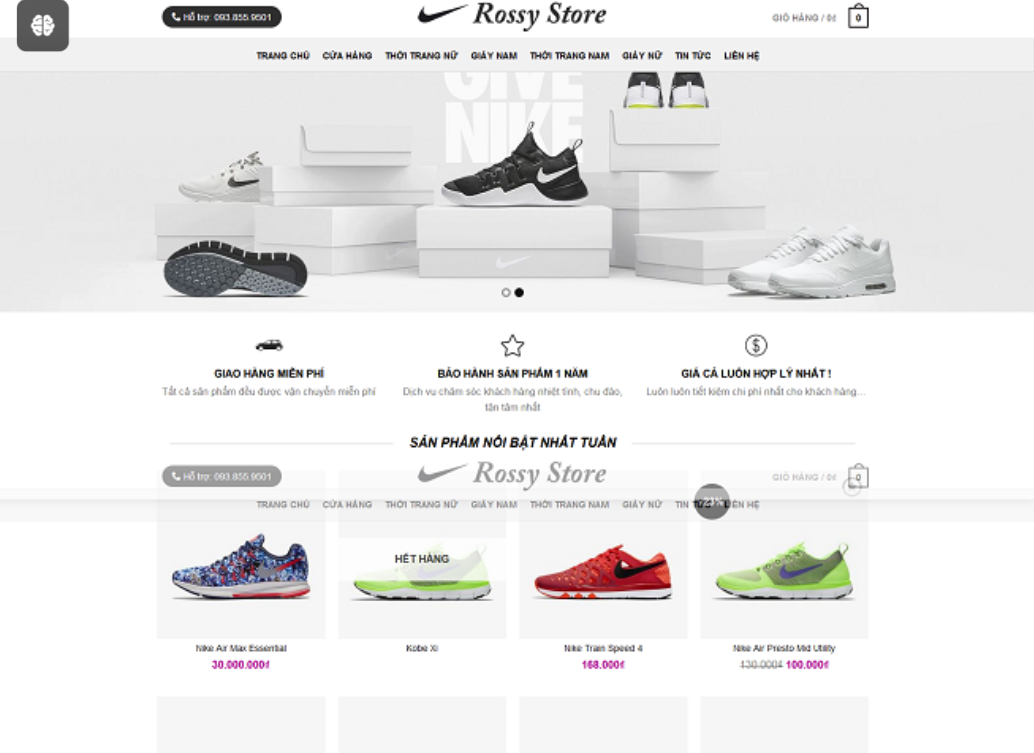 Hỗ trợ: 093.855.9501
Rossy Store
GIỎ HÀNG / 0₫
0
TRANG CHỦ CỬA HÀNG THỜI TRANG NỮ GIÀY NAM THỜI TRANG NAM GIÀY NỮ TIN TỨC LIÊN HỆ
GIVE
NIKE
GIAO HÀNG MIỄN PHÍ
Tất cả sản phẩm đều được vận chuyển miễn phí
BẢO HÀNH SẢN PHẨM 1 NĂM
Dịch vụ chăm sóc khách hàng nhiệt tình, chu đáo,
tận tâm nhất
GIÁ CẢ LUÔN HỢP LÝ NHẤT !
Luôn luôn tiết kiệm chi phí nhất cho khách hàng...
SẢN PHẨM NỔI BẬT NHẤT TUẦN
Hỗ trợ: 093.855.9501
Rossy Store
GIỎ HÀNG / 0₫
0
TRANG CHỦ CỬA HÀNG THỜI TRANG NỮ GIÀY NAM THỜI TRANG NAM GIÀY NỮ TIN TỨC LIÊN HỆ
HẾT HÀNG
Nike Air Max Essential
30.000.000₫
Kobe XI
Nike Train Speed 4
168.000₫
Nike Air Presto Mid Utility
130.000₫ 100.000₫